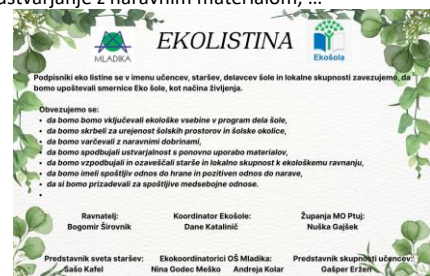 ustvarjanje z naravnim materialom, ...
MLADIKA
EKOLISTINA
Ekošola
Podpisniki eko listine se v imenu učencev, staršev, delavcev šole in lokalne skupnosti zavezujemo, da
bomo upoštevali smernice Eko šole, kot načina življenja.
Obvezujemo se:
• da bomo bomo vključevali ekološke vsebine v program dela šole,
• da bomo skrbeli za urejenost šolskih prostorov in šolske okolice,
• da bomo varčevali z naravnimi dobrinami,
• da bomo spodbujali ustvarjalnost s ponovno uporabo materialov,
• da bomo vzpodbujali in ozaveščali starše in lokalno skupnost k ekološkemu ravnanju,
• da bomo imeli spoštljiv odnos do hrane in pozitiven odnos do narave,
• da si bomo prizadevali za spoštljive medsebojne odnose.
•
Ravnatelj: Koordinator Ekošole: Županja MO Ptuj:
Bogomir Širovnik Dane Katalinič Nuška Gajšek
Predstavnik sveta staršev: Ekokoordinatorici OŠ Mladika: Predstavnik skupnosti učencev:
Sašo Kafel Nina Godec Meško Andreja Kolar Gašper Eržen